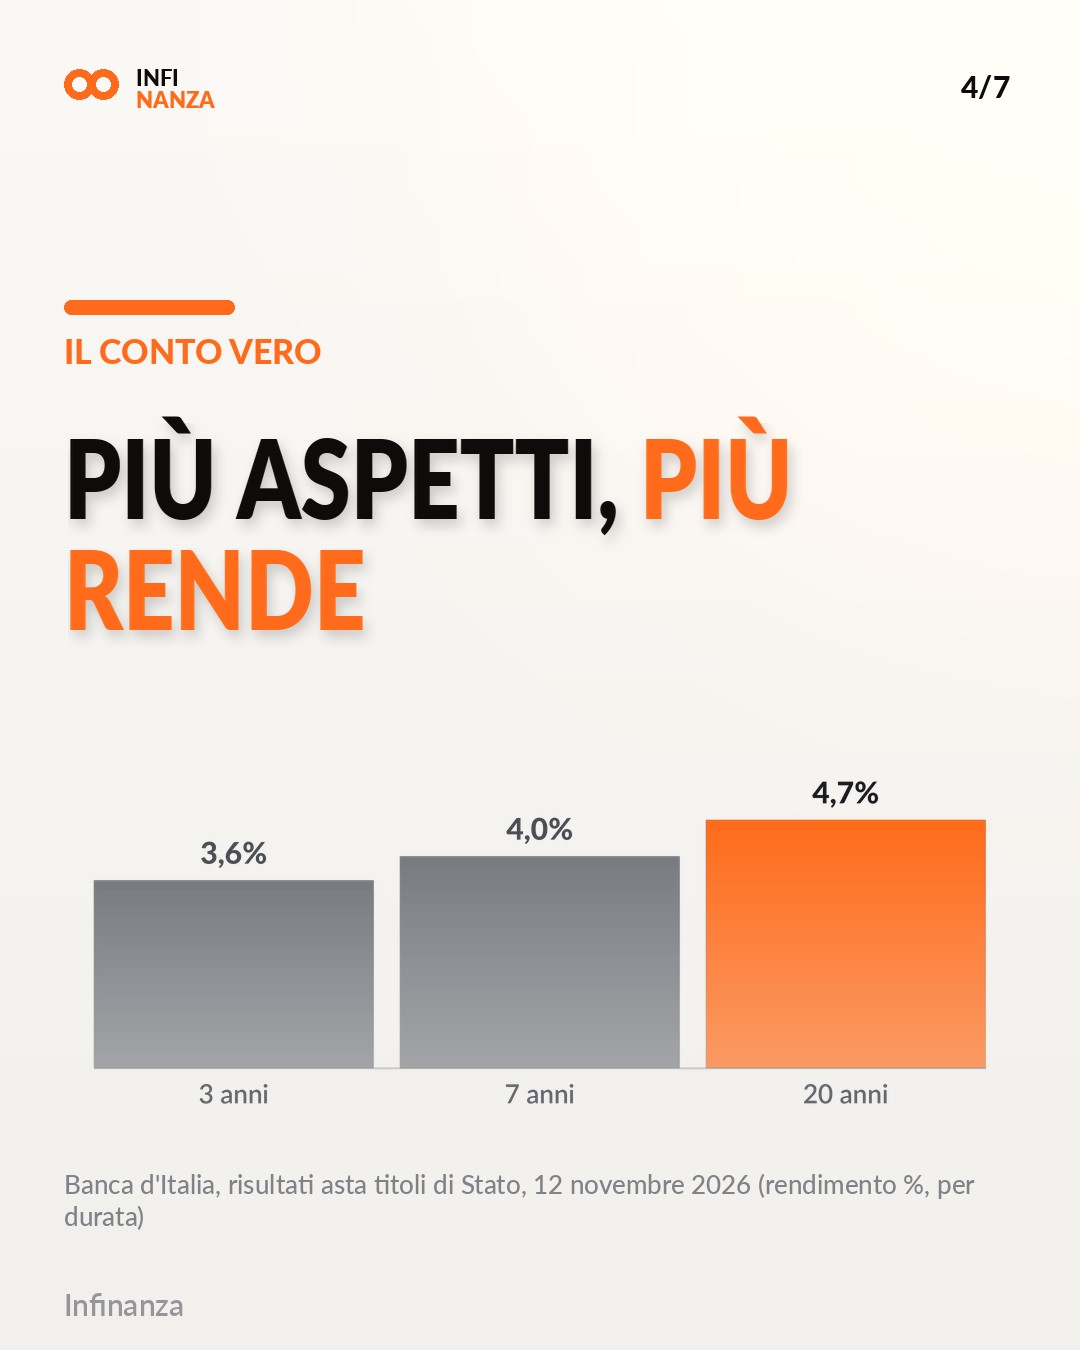 INFI
NANZA
4/7
IL CONTO VERO
PIÙ ASPETTI, PIÙ
RENDE
3,6%
4,0%
4,7%
3 anni
7 anni
20 anni
Banca d'Italia, risultati asta titoli di Stato, 12 novembre 2026 (rendimento %, per
durata)
Infinanza